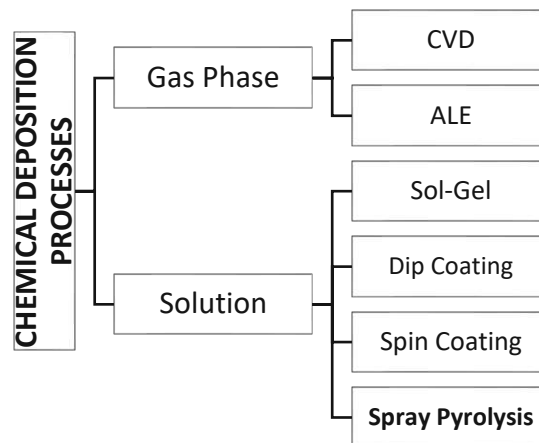 CHEMICAL DEPOSITION
PROCESSES
Gas Phase
CVD
ALE
Solution
Sol-Gel
Dip Coating
Spin Coating
Spray Pyrolysis